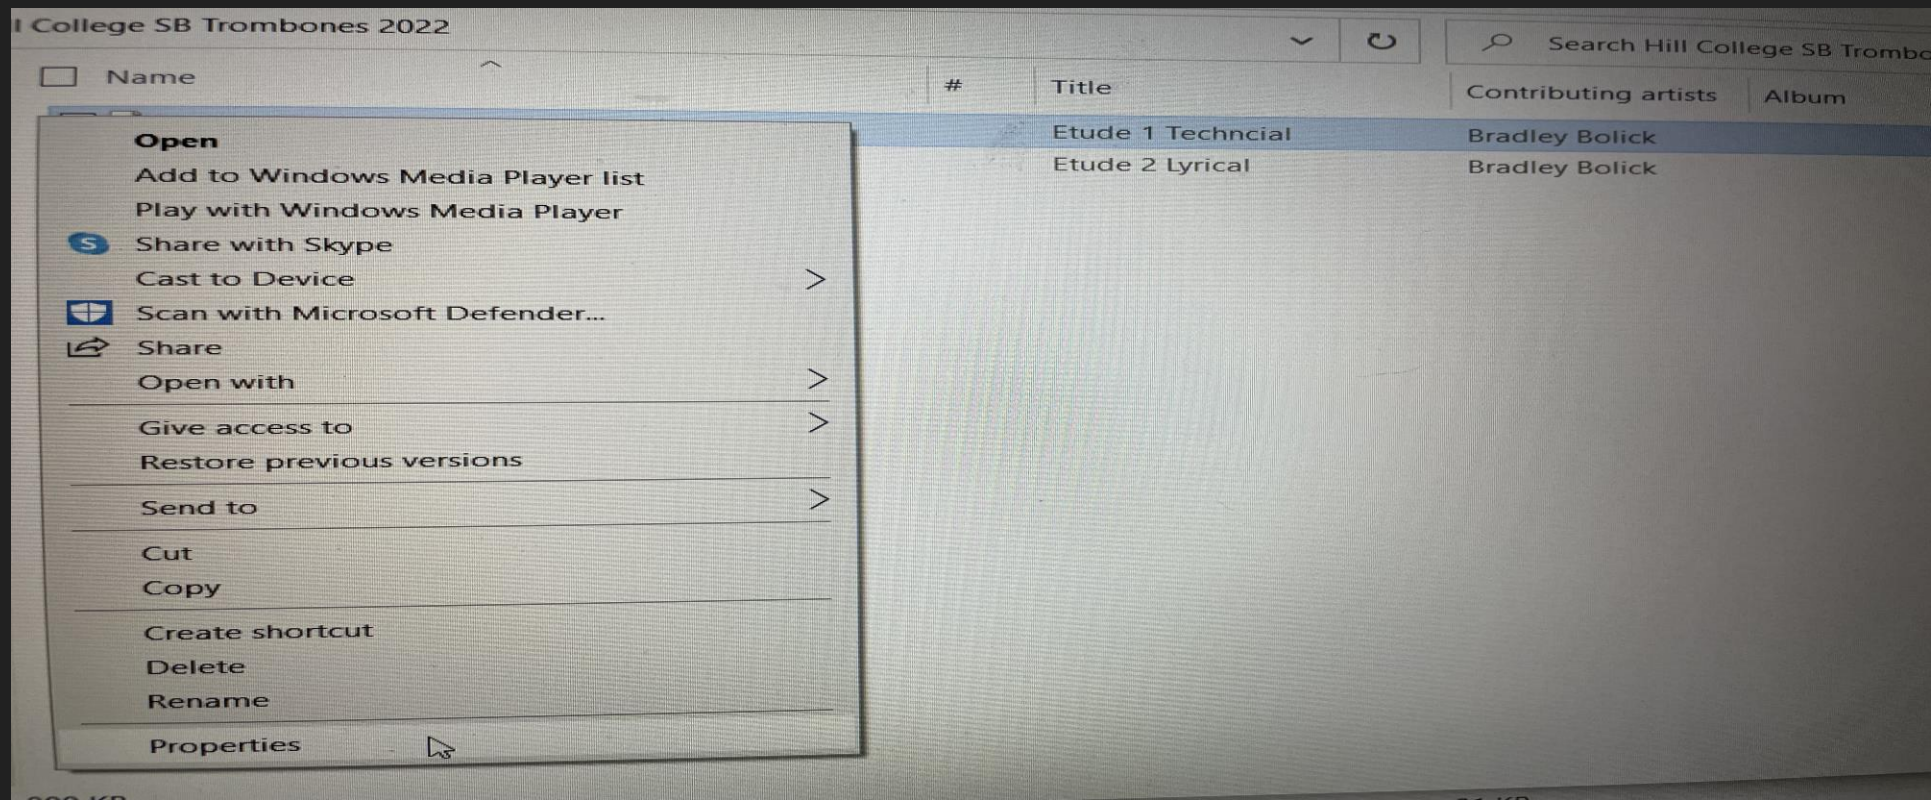 l College SB Trombones 2022
Search Hill College SB Trombo
Name
#
Title
Contributing artists
Album
Etude 1 Techncial
Bradley Bolick
Etude 2 Lyrical
Bradley Bolick
Open
Add to Windows Media Player list
Play with Windows Media Player
S Share with Skype
Cast to Device
Scan with Microsoft Defender...
Share
Open with
Give access to
Restore previous versions
Send to
Cut
Copy
Create shortcut
Delete
Rename
Properties